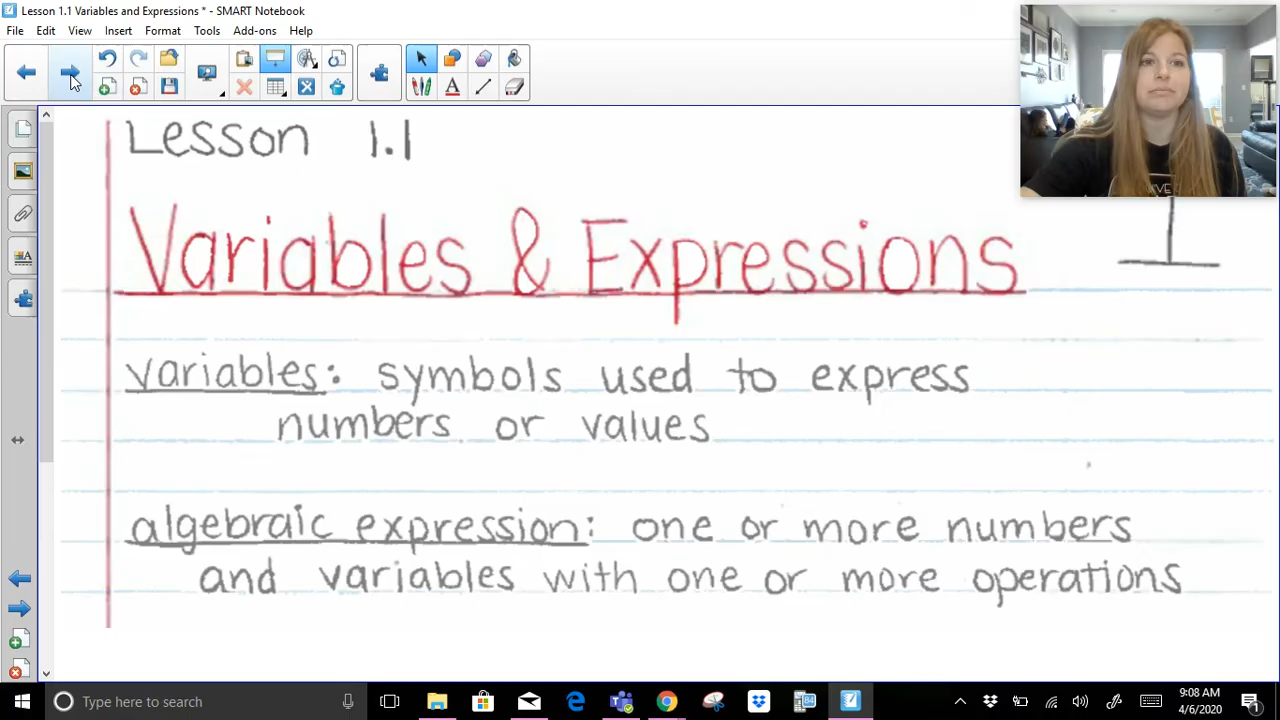 Lesson 1.1 Variables and Expressions * - SMART Notebook
File Edit View Insert Format Tools Add-ons Help
Lesson 1.1
Variables & Expressions
1
variables: symbols used to express
numbers or values
algebraic expression: one or more numbers
and variables with one or more operations
Type here to search
9:08 AM
4/6/2020